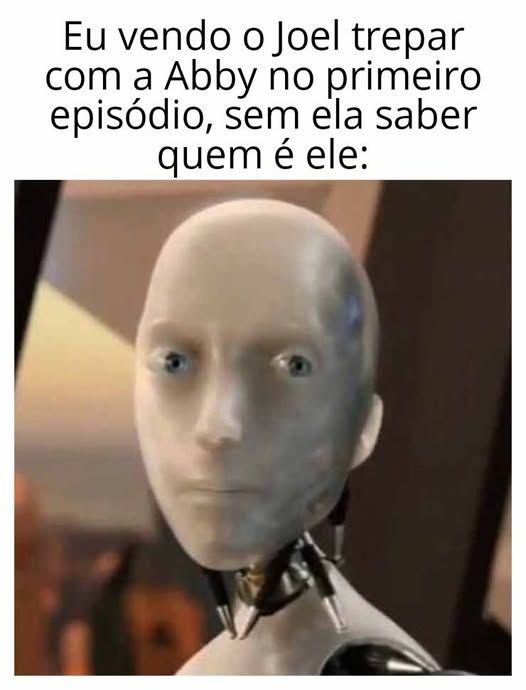 Eu vendo o Joel trepar
com a Abby no primeiro
episódio, sem ela saber
quem é ele: